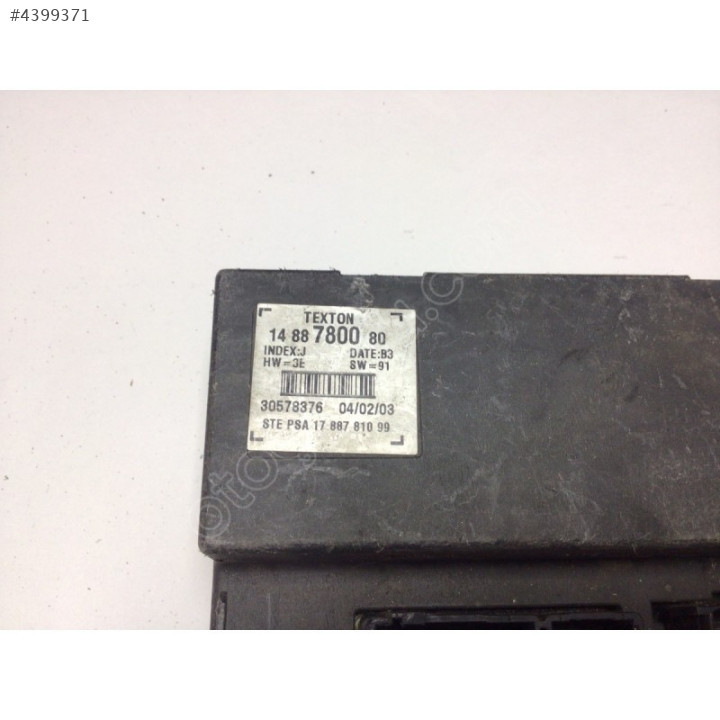 #4399371
TEXTON
14 88 7800 80
INDEX:J DATE:B3
HW=3E SW=91
30578376 04/02/03
STE PSA 17 887 810 99